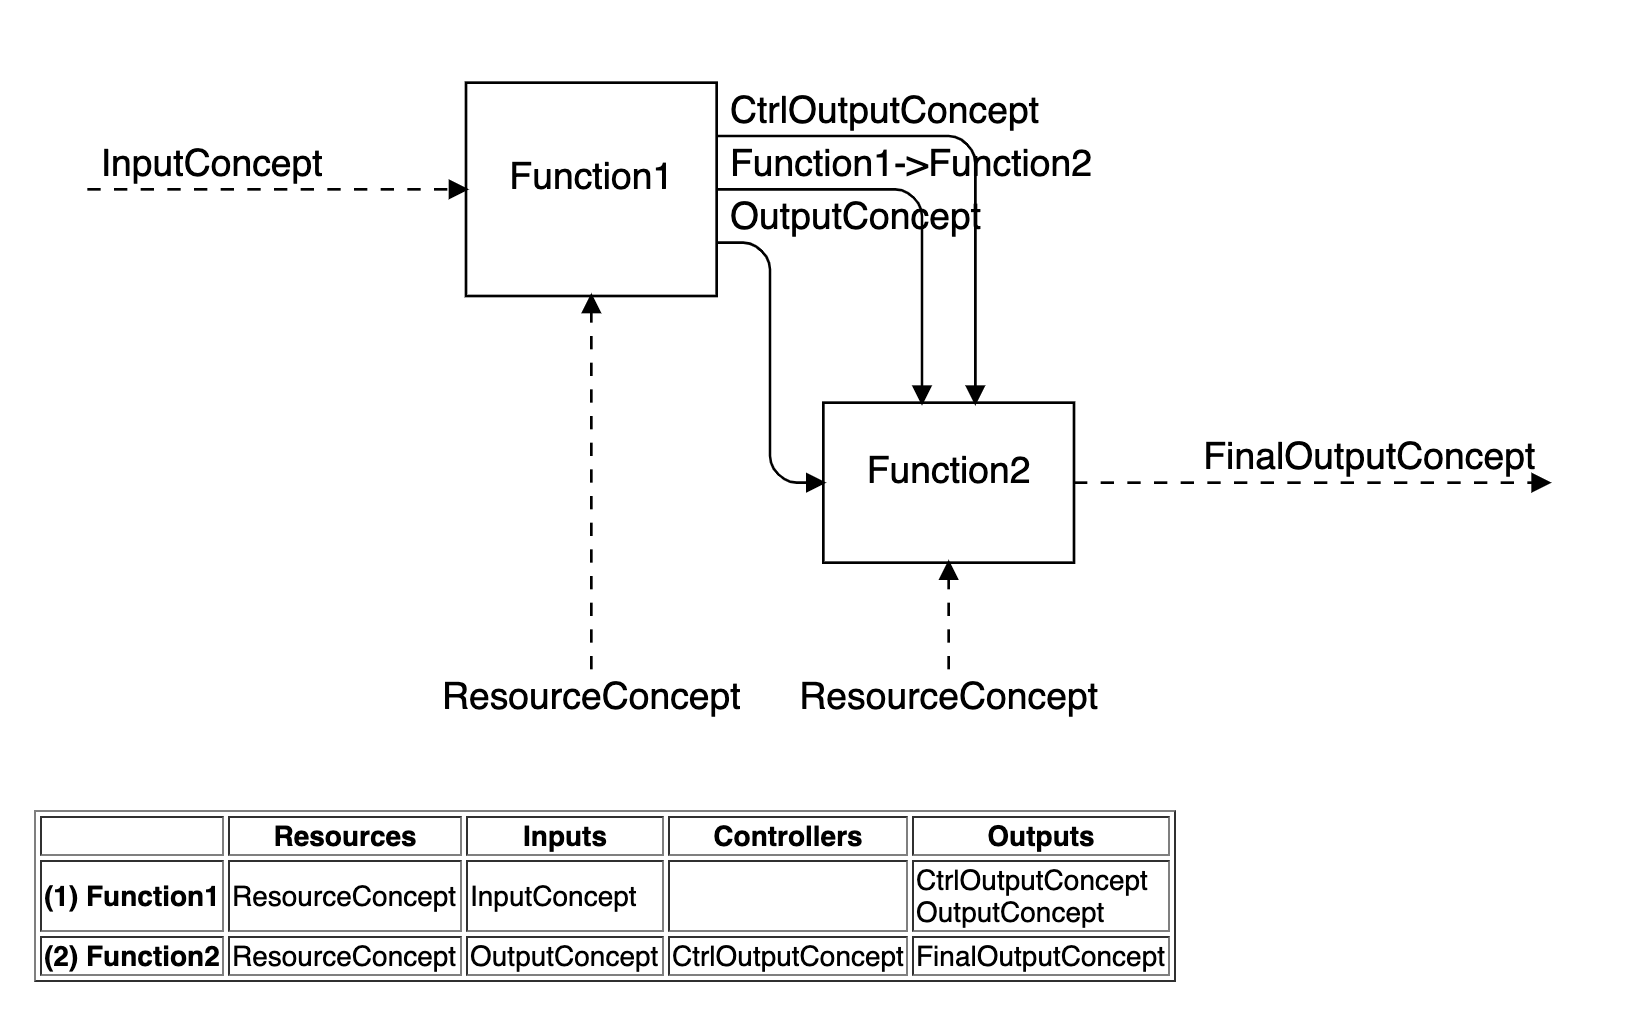 CtrlOutputConcept
InputConcept
Function1
Function1->Function2
OutputConcept
Function2
FinalOutputConcept
ResourceConcept ResourceConcept
Resources Inputs Controllers Outputs
(1) Function1 ResourceConcept InputConcept CtrlOutputConcept
OutputConcept
(2) Function2 ResourceConcept OutputConcept CtrlOutputConcept FinalOutputConcept